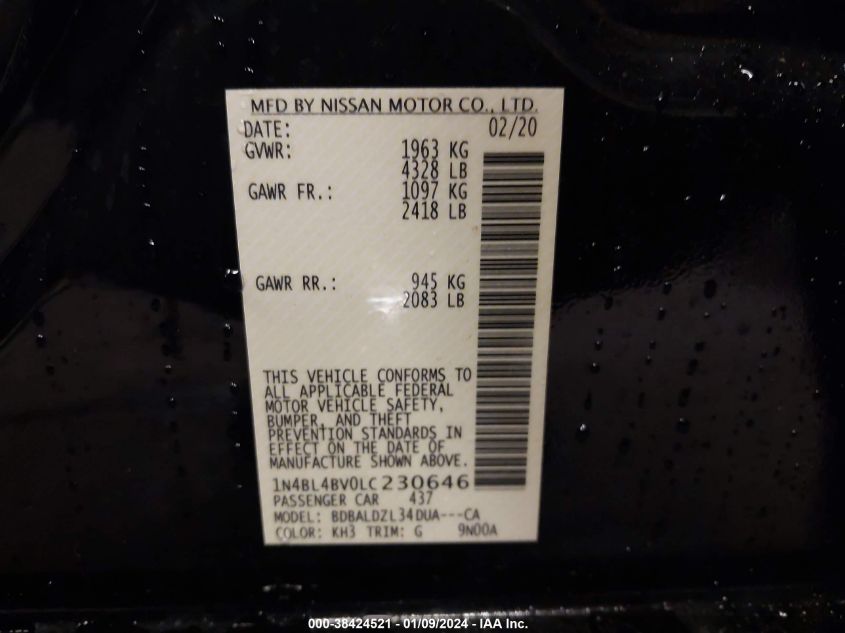 MFD BY NISSAN MOTOR CO., LTD.
DATE: 02/20
GVWR: 1963 KG
4328 LB
GAWR FR.: 1097 KG
2418 LB
GAWR RR.: 945 KG
2083 LB
THIS VEHICLE CONFORMS TO
ALL APPLICABLE FEDERAL
MOTOR VEHICLE SAFETY,
BUMPER, AND THEFT
PREVENTION STANDARDS IN
EFFECT ON THE DATE OF
MANUFACTURE SHOWN ABOVE.
1N4BL4BV0LC230646
PASSENGER CAR 437
MODEL: BDBALDZL34DUA---CA
COLOR: KH3 TRIM: G 9N00A
000-38424521 - 01/09/2024 - IAA Inc.